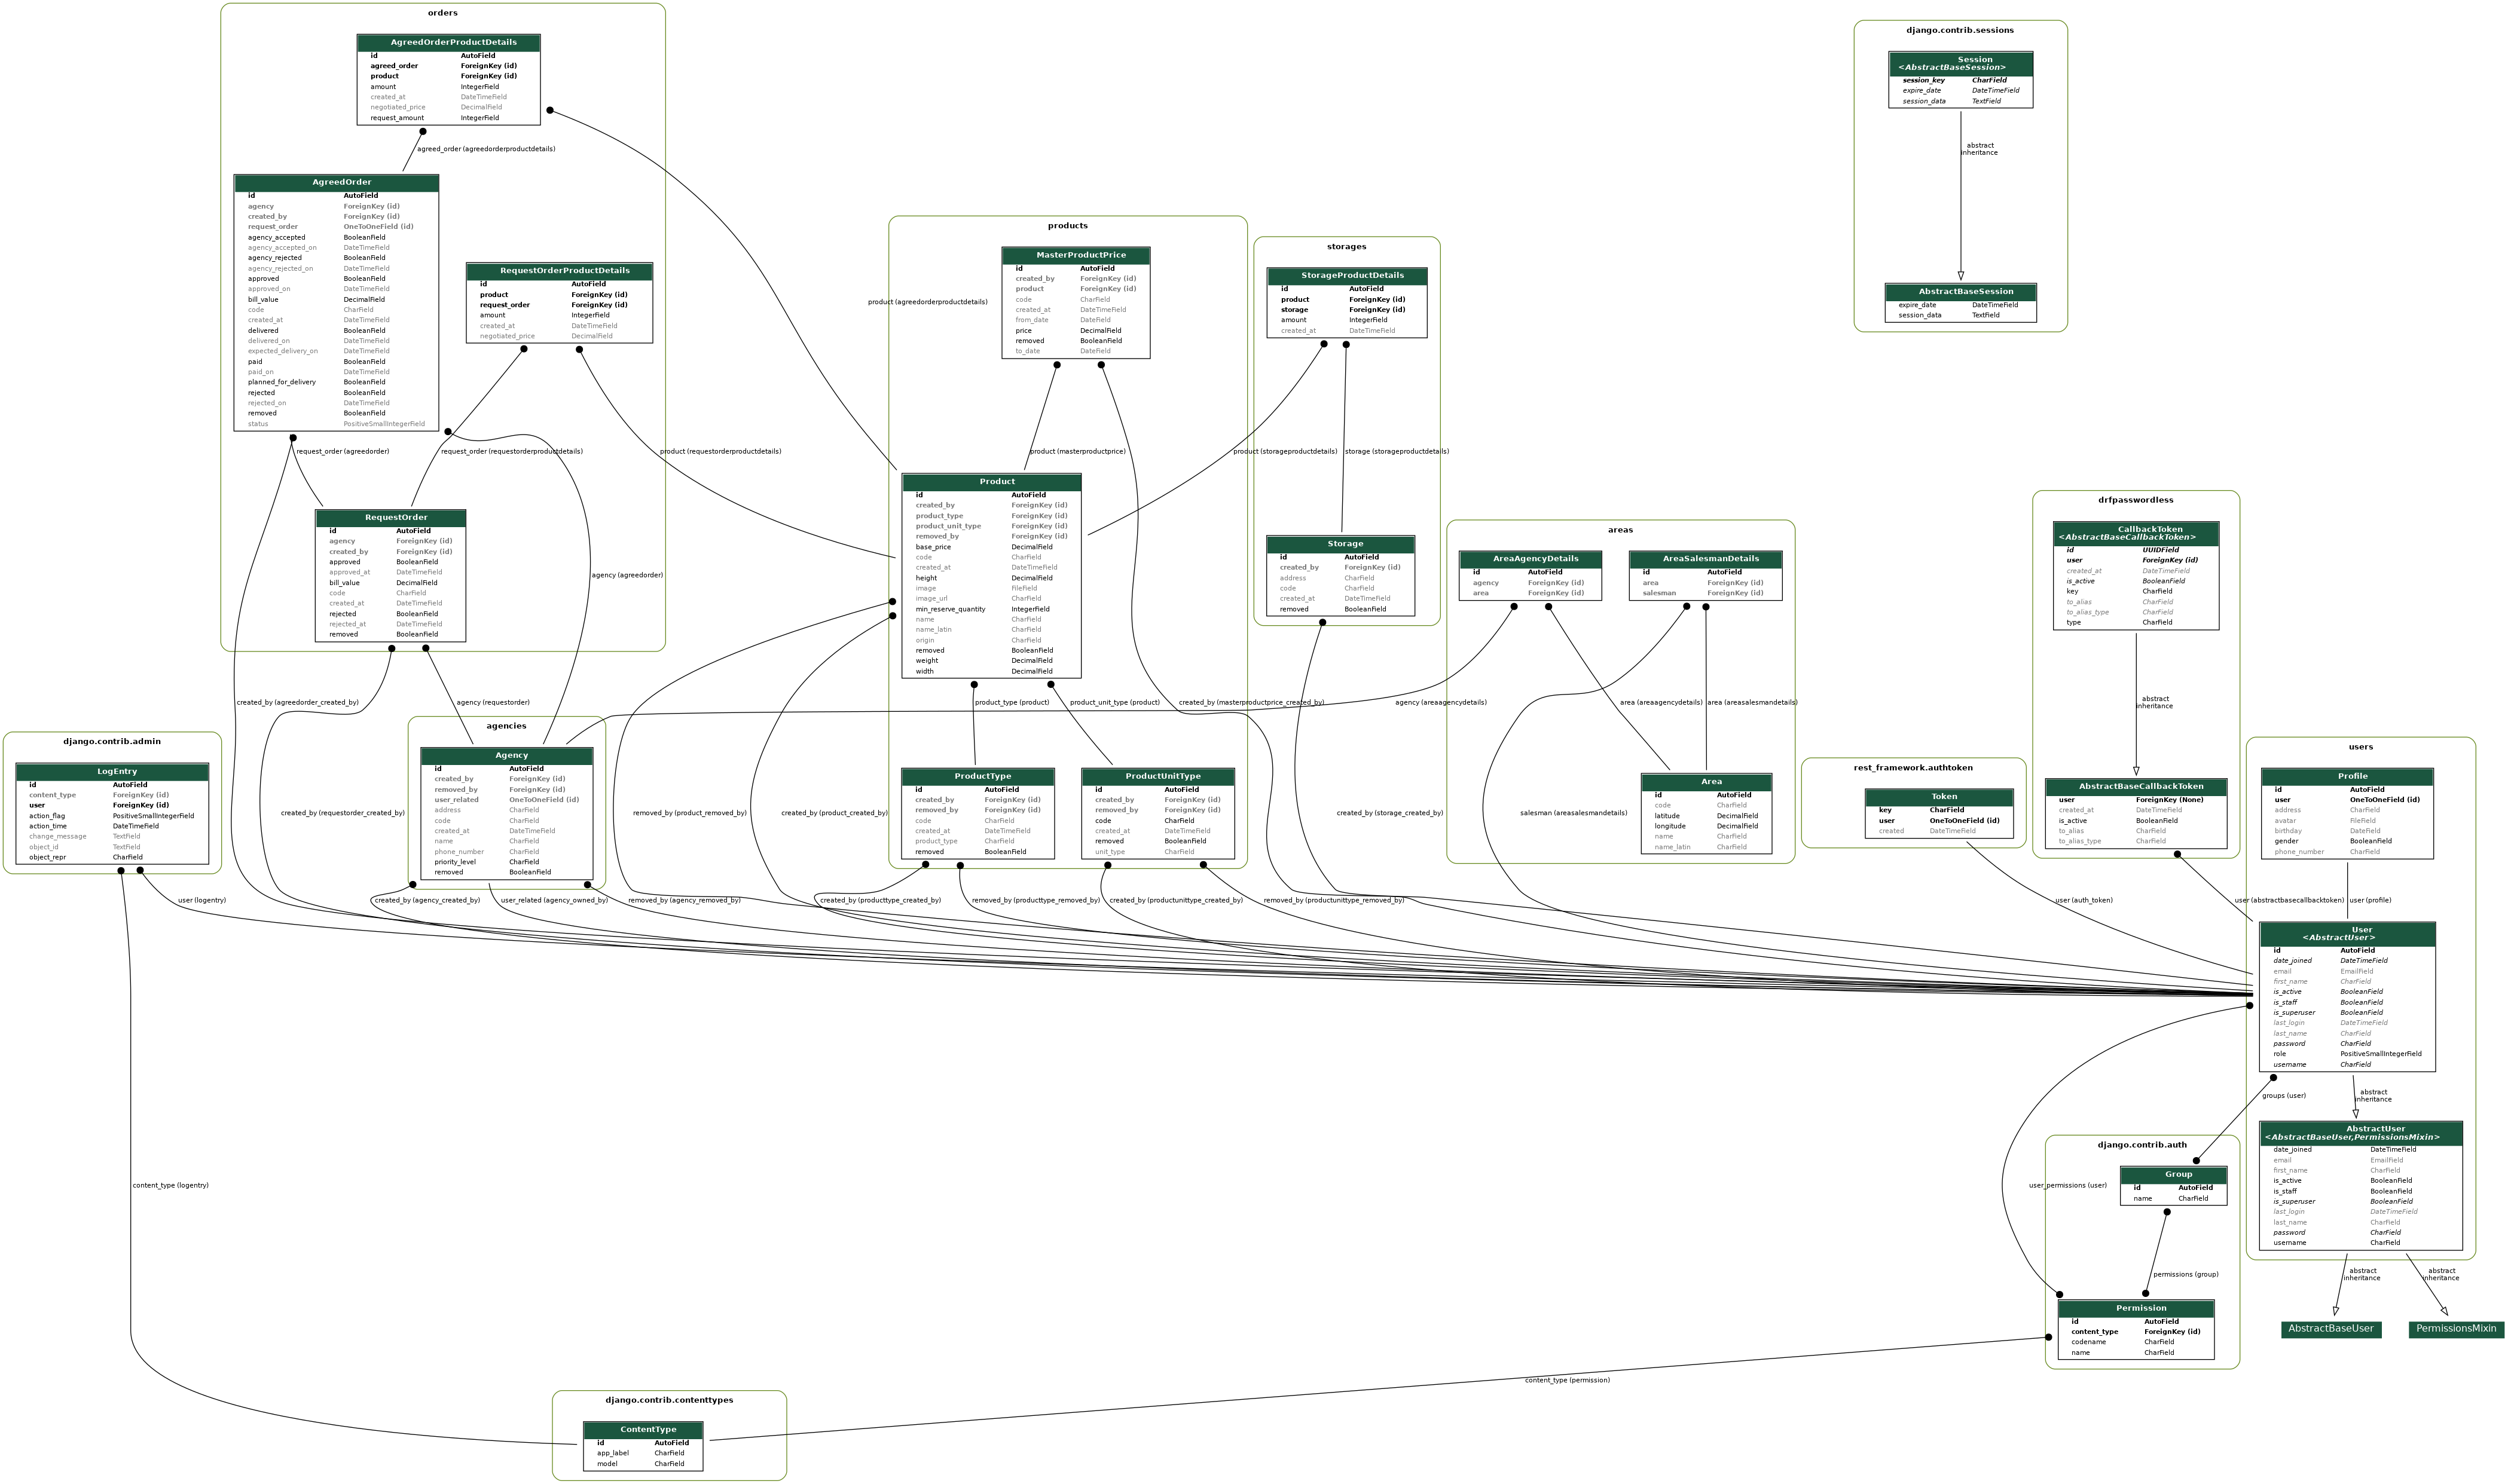 orders
AgreedOrderProductDetails
id AutoField
agreed_order ForeignKey (id)
product ForeignKey (id)
amount IntegerField
created_at DateTimeField
negotiated_price DecimalField
request_amount IntegerField
agreed_order (agreedorderproductdetails)
AgreedOrder
id AutoField
agency ForeignKey (id)
created_by ForeignKey (id)
request_order OneToOneField (id)
agency_accepted BooleanField
agency_accepted_on DateTimeField
agency_rejected BooleanField
agency_rejected_on DateTimeField
approved BooleanField
approved_on DateTimeField
bill_value DecimalField
code CharField
created_at DateTimeField
delivered BooleanField
delivered_on DateTimeField
expected_delivery_on DateTimeField
paid BooleanField
paid_on DateTimeField
planned_for_delivery BooleanField
rejected BooleanField
rejected_on DateTimeField
removed BooleanField
status PositiveSmallIntegerField
RequestOrderProductDetails
id AutoField
product ForeignKey (id)
request_order ForeignKey (id)
amount IntegerField
created_at DateTimeField
negotiated_price DecimalField
request_order (agreedorder)
request_order (requestorderproductdetails)
product (requestorderproductdetails)
product (agreedorderproductdetails)
RequestOrder
id AutoField
agency ForeignKey (id)
created_by ForeignKey (id)
approved BooleanField
approved_at DateTimeField
bill_value DecimalField
code CharField
created_at DateTimeField
rejected BooleanField
rejected_at DateTimeField
removed BooleanField
agency (agreedorder)
products
MasterProductPrice
id AutoField
created_by ForeignKey (id)
product ForeignKey (id)
code CharField
created_at DateTimeField
from_date DateField
price DecimalField
removed BooleanField
to_date DateField
product (masterproductprice)
Product
id AutoField
created_by ForeignKey (id)
product_type ForeignKey (id)
product_unit_type ForeignKey (id)
removed_by ForeignKey (id)
base_price DecimalField
code CharField
created_at DateTimeField
height DecimalField
image FileField
image_url CharField
min_reserve_quantity IntegerField
name CharField
name_latin CharField
origin CharField
removed BooleanField
weight DecimalField
width DecimalField
storages
StorageProductDetails
id AutoField
product ForeignKey (id)
storage ForeignKey (id)
amount IntegerField
created_at DateTimeField
product (storageproductdetails)
storage (storageproductdetails)
Storage
id AutoField
created_by ForeignKey (id)
address CharField
code CharField
created_at DateTimeField
removed BooleanField
areas
AreaAgencyDetails
id AutoField
agency ForeignKey (id)
area ForeignKey (id)
AreaSalesmanDetails
id AutoField
area ForeignKey (id)
salesman ForeignKey (id)
django.contrib.sessions
Session
<AbstractBaseSession>
session_key CharField
expire_date DateTimeField
session_data TextField
abstract
inheritance
AbstractBaseSession
expire_date DateTimeField
session_data TextField
drfpasswordless
CallbackToken
<AbstractBaseCallbackToken>
id UUIDField
user ForeignKey (id)
created_at DateTimeField
is_active BooleanField
key CharField
to_alias CharField
to_alias_type CharField
type CharField
abstract
inheritance
AbstractBaseCallbackToken
user ForeignKey (None)
created_at DateTimeField
is_active BooleanField
to_alias CharField
to_alias_type CharField
created_by (agreedorder_created_by)
agency (requestorder)
product_type (product)
product_unit_type (product)
created_by (masterproductprice_created_by)
agency (areaagencydetails)
area (areaagencydetails)
area (areasalesmandetails)
django.contrib.admin
LogEntry
id AutoField
content_type ForeignKey (id)
user ForeignKey (id)
action_flag PositiveSmallIntegerField
action_time DateTimeField
change_message TextField
object_id TextField
object_repr CharField
created_by (requestorder_created_by)
agencies
Agency
id AutoField
created_by ForeignKey (id)
removed_by ForeignKey (id)
user_related OneToOneField (id)
address CharField
code CharField
created_at DateTimeField
name CharField
phone_number CharField
priority_level CharField
removed BooleanField
removed_by (product_removed_by)
created_by (product_created_by)
ProductType
id AutoField
created_by ForeignKey (id)
removed_by ForeignKey (id)
code CharField
created_at DateTimeField
product_type CharField
removed BooleanField
ProductUnitType
id AutoField
created_by ForeignKey (id)
removed_by ForeignKey (id)
code CharField
created_at DateTimeField
removed BooleanField
unit_type CharField
created_by (storage_created_by)
salesman (areasalesmandetails)
Area
id AutoField
code CharField
latitude DecimalField
longitude DecimalField
name CharField
name_latin CharField
rest_framework.authtoken
Token
key CharField
user OneToOneField (id)
created DateTimeField
users
Profile
id AutoField
user OneToOneField (id)
address CharField
avatar FileField
birthday DateField
gender BooleanField
phone_number CharField
user (logentry)
created_by (agency_created_by)
user_related (agency_owned_by)
removed_by (agency_removed_by)
created_by (producttype_created_by)
removed_by (producttype_removed_by)
created_by (productunittype_created_by)
removed_by (productunittype_removed_by)
user (auth_token)
user (abstractbasecallbacktoken)
user (profile)
User
<AbstractUser>
id AutoField
date_joined DateTimeField
email EmailField
first_name CharField
is_active BooleanField
is_staff BooleanField
is_superuser BooleanField
last_login DateTimeField
last_name CharField
password CharField
role PositiveSmallIntegerField
username CharField
groups (user)
abstract
inheritance
AbstractUser
<AbstractBaseUser,PermissionsMixin>
date_joined DateTimeField
email EmailField
first_name CharField
is_active BooleanField
is_staff BooleanField
is_superuser BooleanField
last_login DateTimeField
last_name CharField
password CharField
username CharField
django.contrib.auth
Group
id AutoField
name CharField
user_permissions (user)
permissions (group)
Permission
id AutoField
content_type ForeignKey (id)
codename CharField
name CharField
abstract
inheritance
abstract
inheritance
AbstractBaseUser
PermissionsMixin
content_type (logentry)
content_type (permission)
django.contrib.contenttypes
ContentType
id AutoField
app_label CharField
model CharField